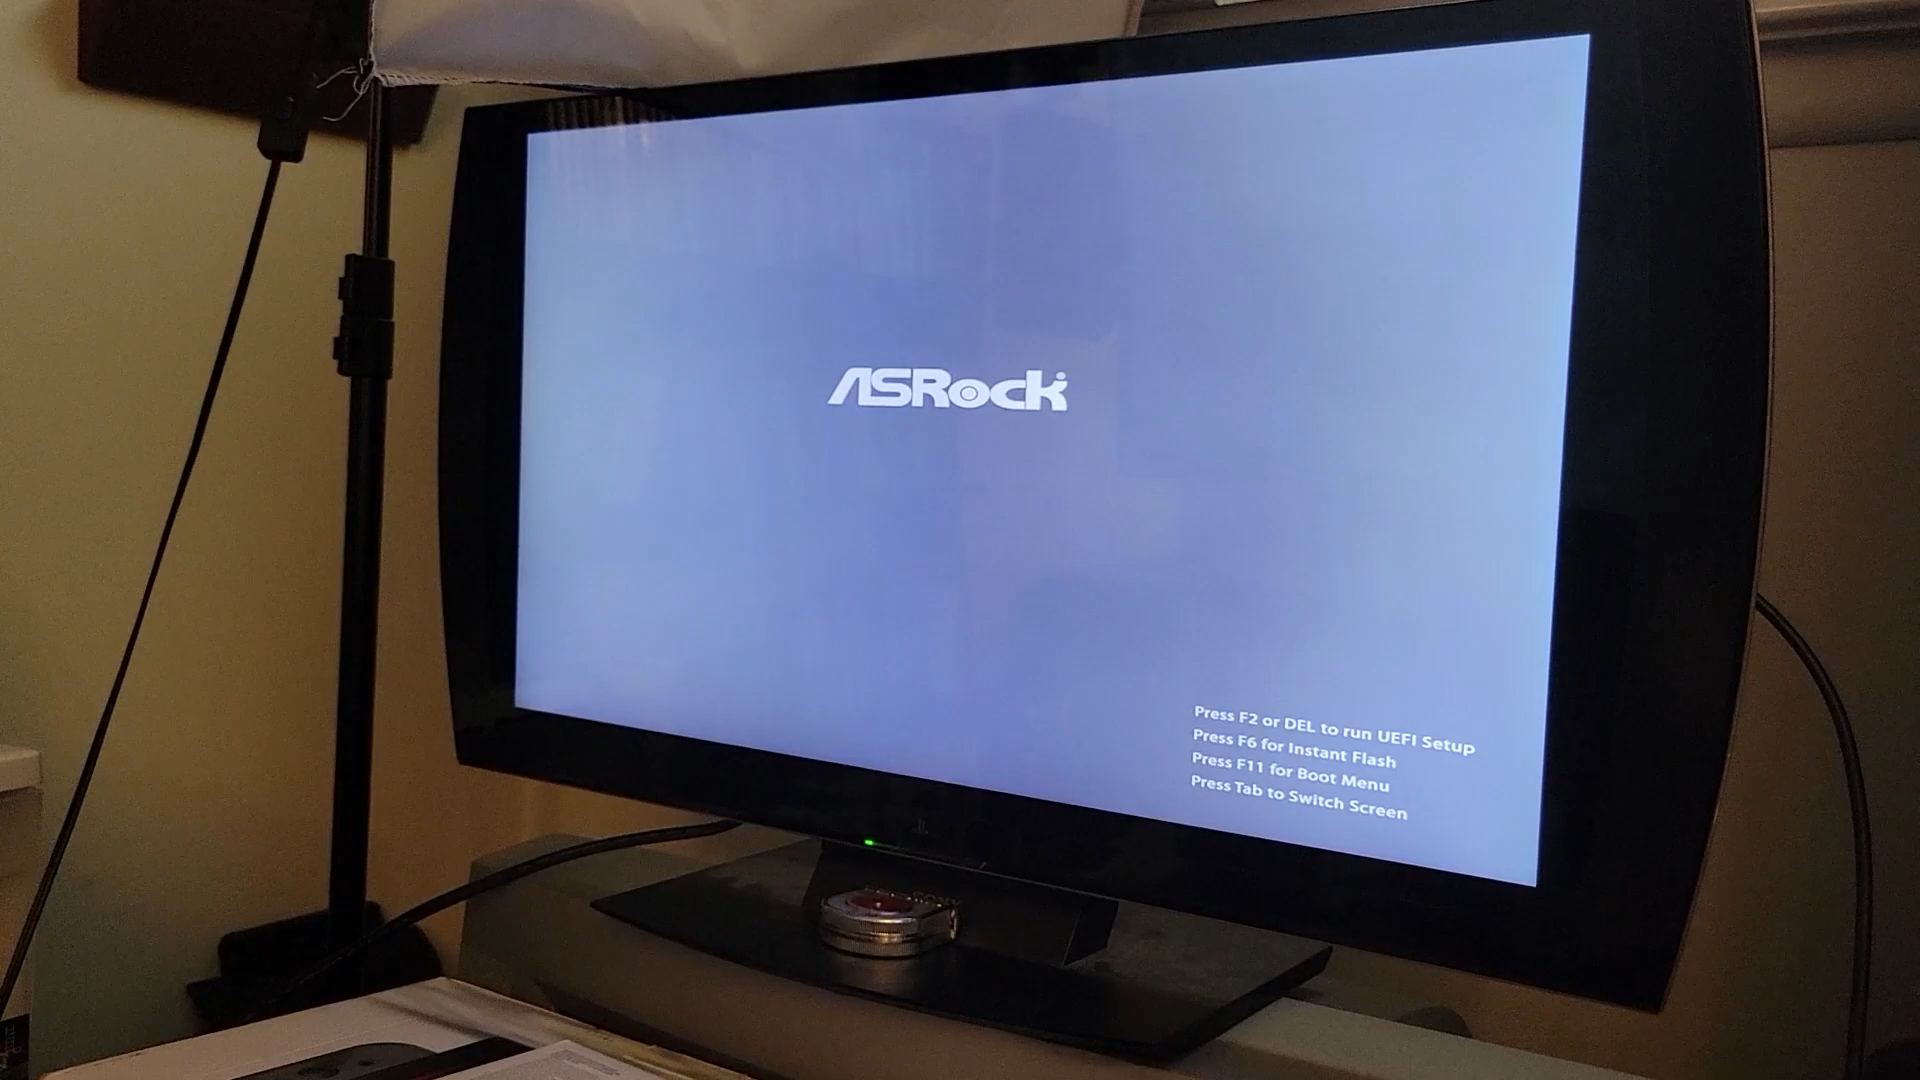 ASRock
Press F2 or DEL to run UEFI Setup
Press F6 for Instant Flash
Press F11 for Boot Menu
Press Tab to Switch Screen